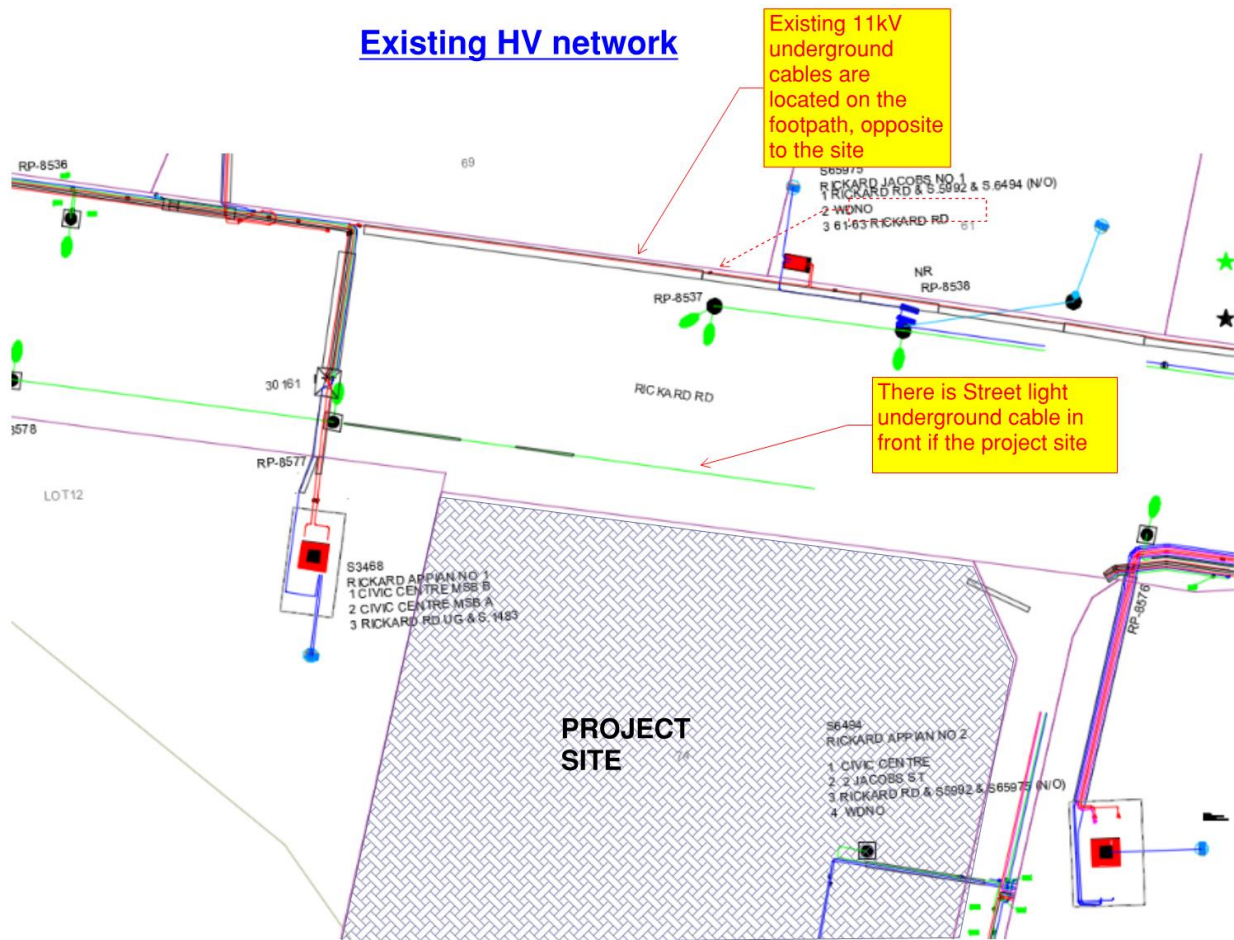 Existing HV network
Existing 11kV
underground
cables are
located on the
footpath, opposite
to the site
RP-8536
69
S65975
RICKARD JACOBS NO 1
1 RICKARD RD & S.5992 & S.6494 (N/O)
2 WDNO
3 61-63 RICKARD RD
61
NR
RP-8538
RP-8537
30161
RICKARD RD
There is Street light
underground cable in
front if the project site
8578
RP-8577
LOT12
S3468
RICKARD APPIAN NO 1
1 CIVIC CENTRE MSB B
2 CIVIC CENTRE MSB A
3 RICKARD RD UG & S.1483
RP-8576
PROJECT
SITE
74
S6494
RICKARD APPIAN NO 2
1 CIVIC CENTRE
2 2 JACOBS ST
3 RICKARD RD & S5992 & S65975 (N/O)
4 WDNO